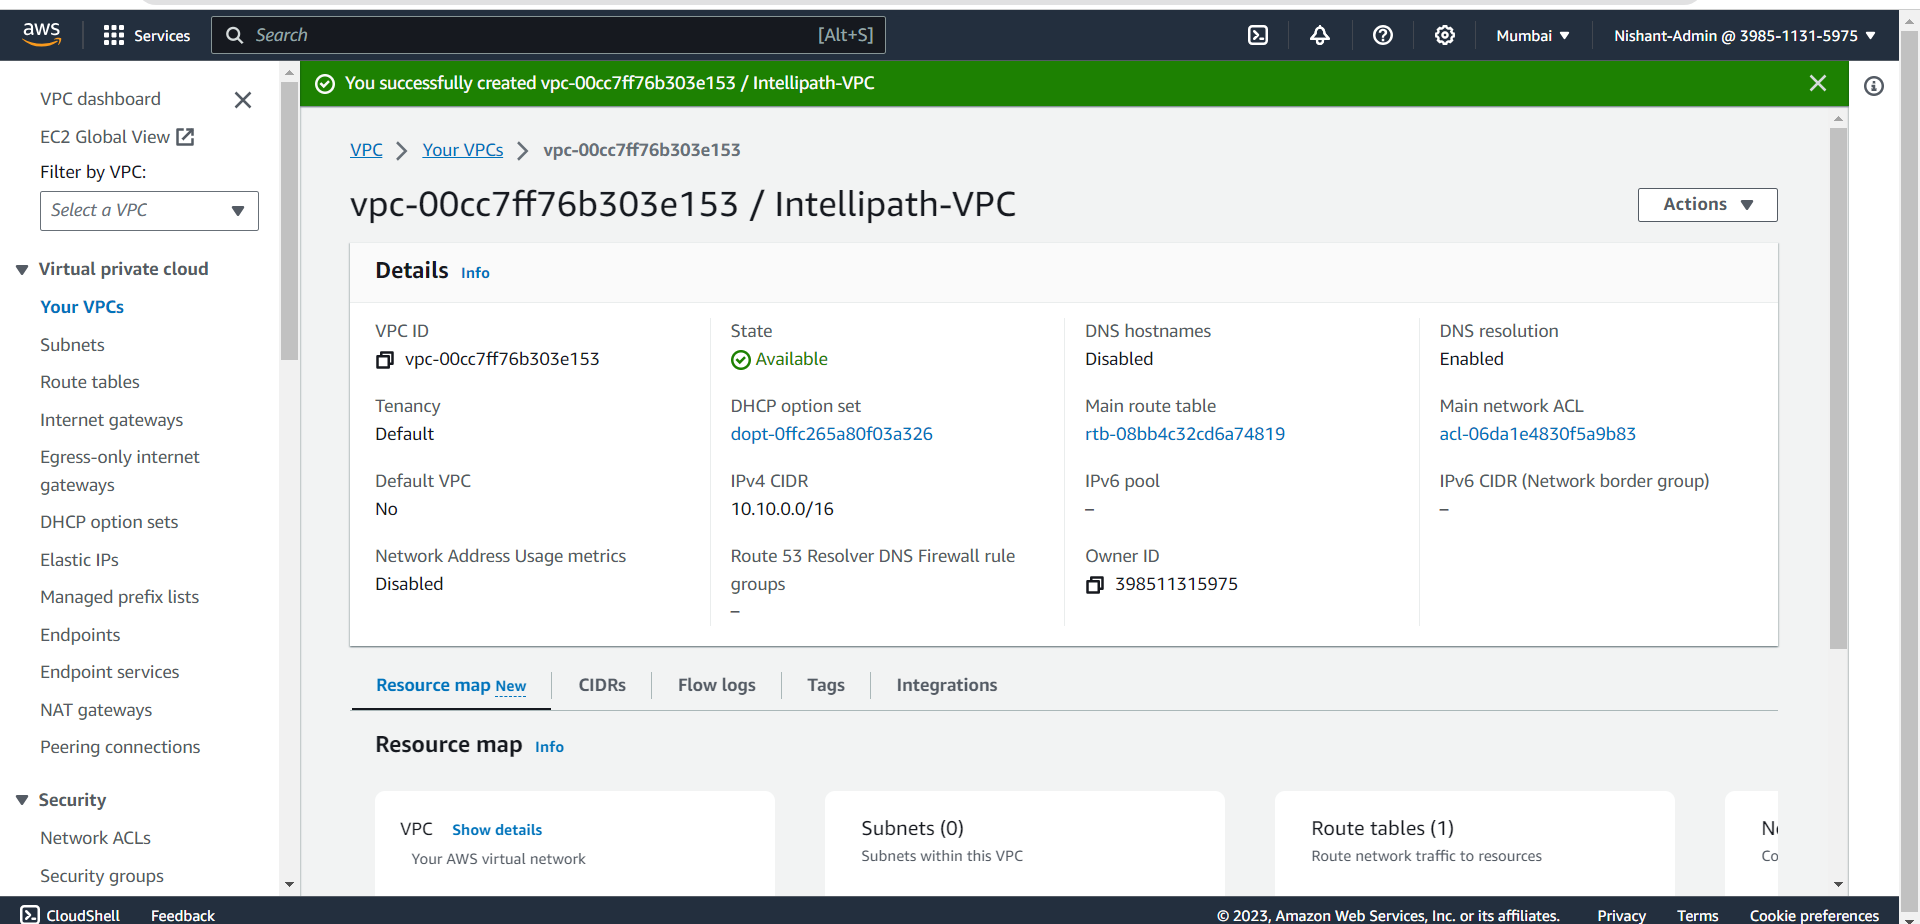 aws Services Search [Alt+S] Mumbai Nishant-Admin @ 3985-1131-5975
VPC dashboard
EC2 Global View
Filter by VPC:
Select a VPC
Virtual private cloud
Your VPCs
Subnets
Route tables
Internet gateways
Egress-only internet
gateways
DHCP option sets
Elastic IPs
Managed prefix lists
Endpoints
Endpoint services
NAT gateways
Peering connections
Security
Network ACLs
Security groups
You successfully created vpc-00cc7ff76b303e153 / Intellipath-VPC
VPC Your VPCs vpc-00cc7ff76b303e153
vpc-00cc7ff76b303e153 / Intellipath-VPC
Actions
Details Info
VPC ID
vpc-00cc7ff76b303e153
State
Available
DNS hostnames
Disabled
DNS resolution
Enabled
Tenancy
Default
DHCP option set
dopt-0ffc265a80f03a326
Main route table
rtb-08bb4c32cd6a74819
Main network ACL
acl-06da1e4830f5a9b83
Default VPC
No
IPv4 CIDR
10.10.0.0/16
IPv6 pool
–
IPv6 CIDR (Network border group)
–
Network Address Usage metrics
Disabled
Route 53 Resolver DNS Firewall rule
groups
–
Owner ID
398511315975
Resource map New CIDRs Flow logs Tags Integrations
Resource map Info
VPC Show details
Your AWS virtual network
Subnets (0)
Subnets within this VPC
Route tables (1)
Route network traffic to resources
CloudShell Feedback © 2023, Amazon Web Services, Inc. or its affiliates. Privacy Terms Cookie preferences